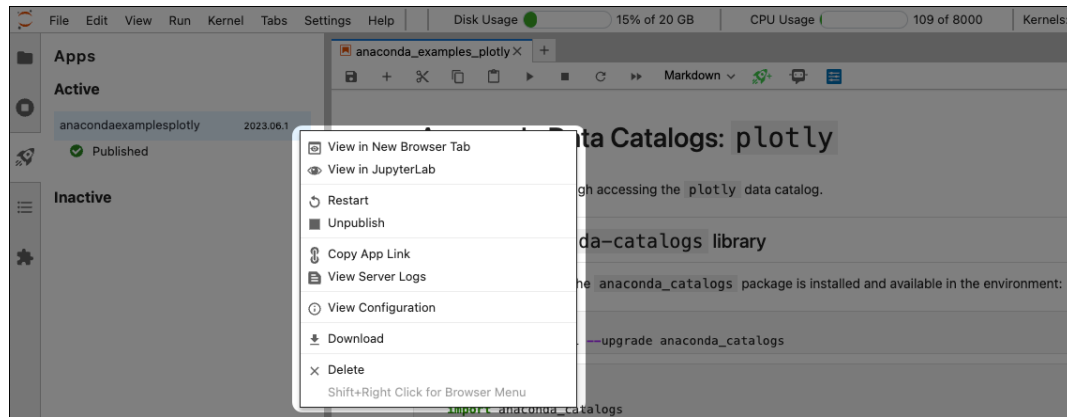 File Edit View Run Kernel Tabs Settings Help Disk Usage 15% of 20 GB CPU Usage 109 of 8000 Kernels:
Apps
Active
acondaexamplesplotly 2023.06.1
Published
Inactive
anaconda_examples_plotly
Markdown
View in New Browser Tab
View in JupyterLab
Restart
Unpublish
Copy App Link
View Server Logs
View Configuration
Download
Delete
Shift+Right Click for Browser Menu
Data Catalogs: plotly
accessing the plotly data catalog.
da-catalogs library
anaconda_catalogs package is installed and available in the environment:
--upgrade anaconda_catalogs
import anaconda_catalogs